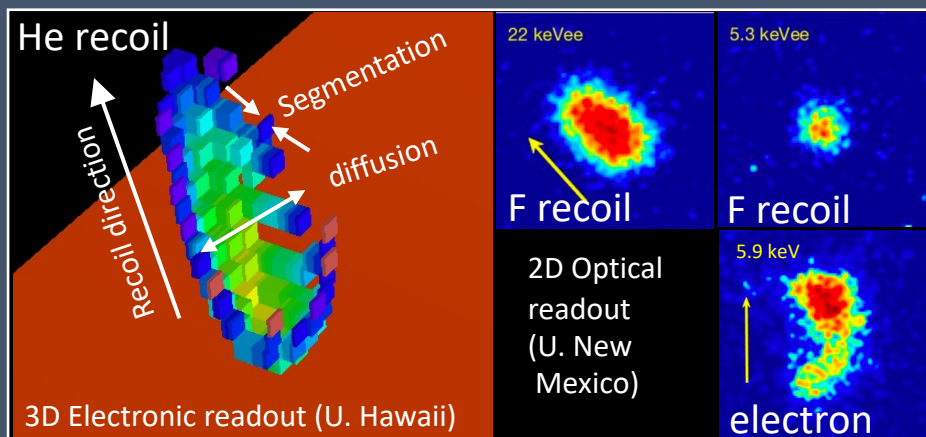 He recoil
Segmentation
diffusion
Recoil direction
3D Electronic readout (U. Hawaii)
22 keVee
F recoil
5.3 keVee
F recoil
2D Optical
readout
(U. New
Mexico)
5.9 keV
electron